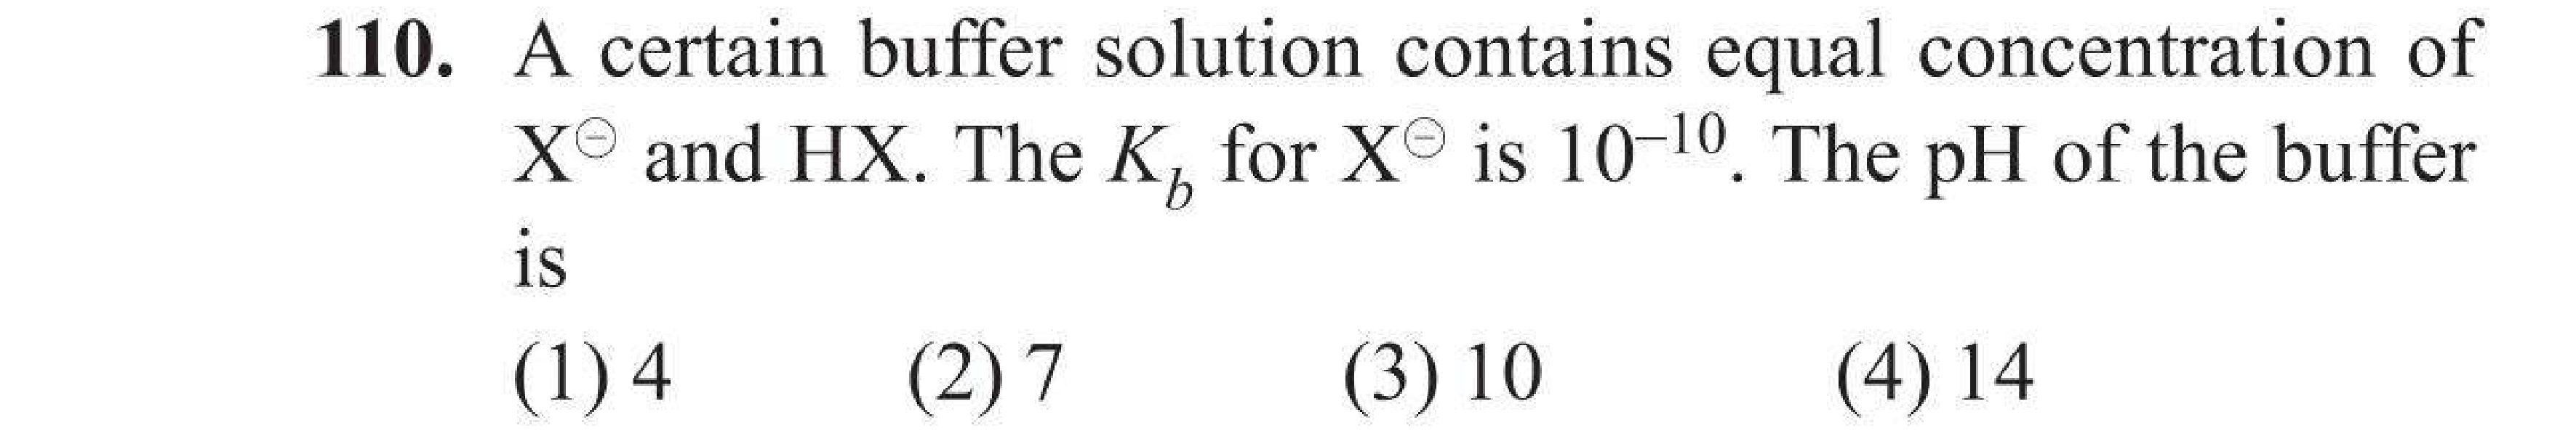 110. A certain buffer solution contains equal concentration of
X⊖ and HX. The K_b for X⊖ is 10⁻¹⁰. The pH of the buffer
is
(1) 4 (2) 7 (3) 10 (4) 14